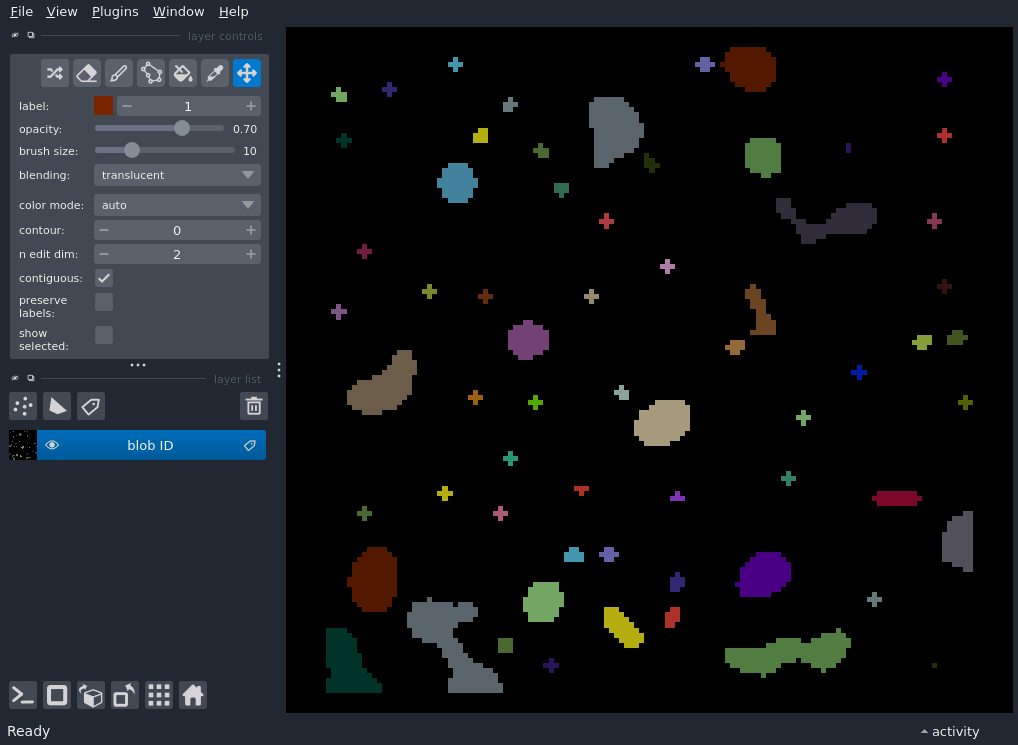 File View Plugins Window Help
layer controls
label: 1
opacity: 0.70
brush size: 10
blending: translucent
color mode: auto
contour: 0
n edit dim: 2
contiguous:
preserve
labels:
show
selected:
layer list
blob ID
Ready
activity